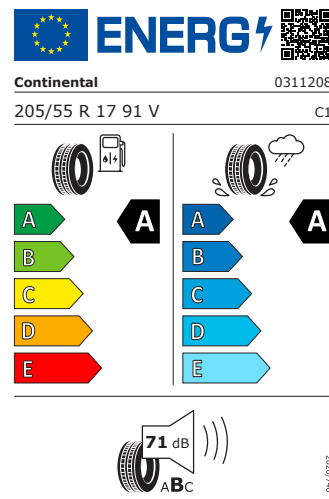 ENERG
Continental 0311208
205/55 R 17 91 V C1
A A A A
B B
C C
D D
E E
71 dB
ABC